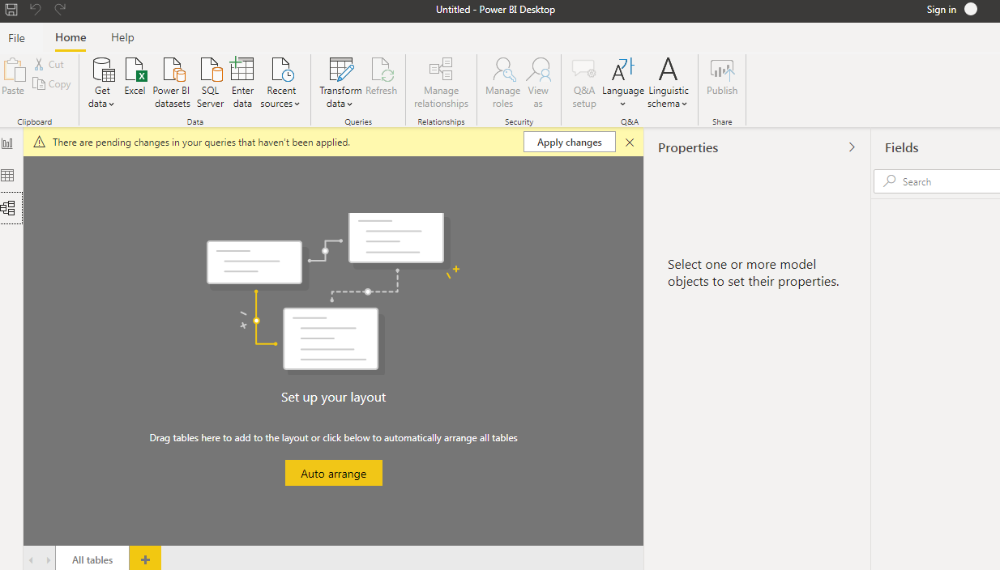 Untitled - Power BI Desktop
Sign in
File
Home
Help
Paste
Cut
Copy
Clipboard
Get
data
Excel
Power BI
datasets
SQL
Server
Enter
data
Recent
sources
Data
Transform
data
Refresh
Queries
Manage
relationships
Relationships
Manage
roles
View
as
Security
Q&A
setup
Language
Linguistic
schema
Q&A
Publish
Share
There are pending changes in your queries that haven't been applied.
Apply changes
Properties
Fields
Search
Select one or more model
objects to set their properties.
Set up your layout
Drag tables here to add to the layout or click below to automatically arrange all tables
Auto arrange
All tables